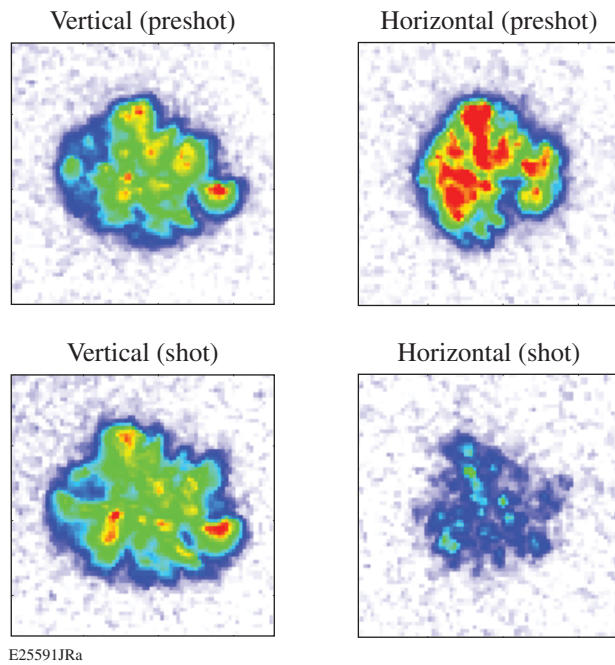 Vertical (preshot)
Horizontal (preshot)
Vertical (shot)
Horizontal (shot)
E25591JRa